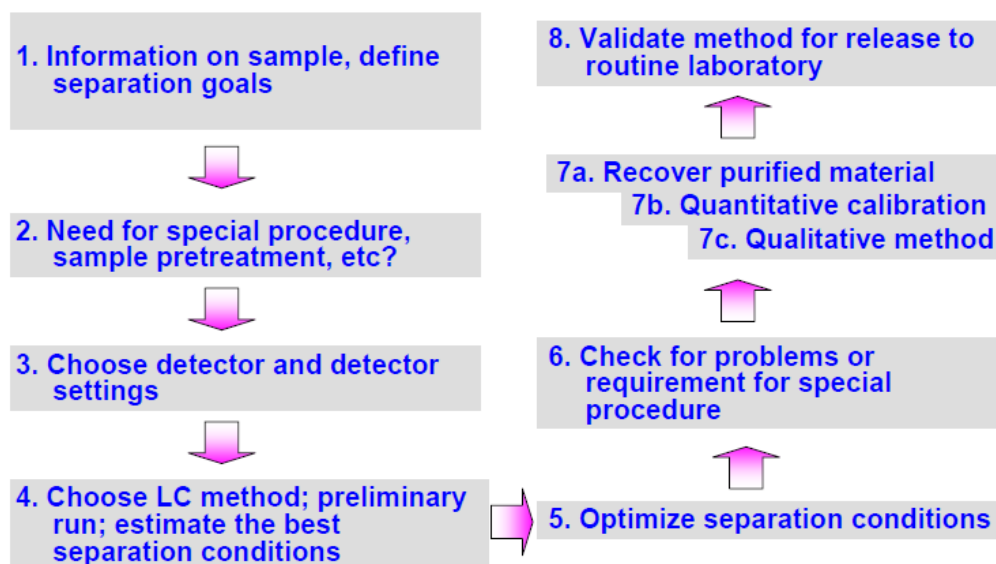 1. Information on sample, define
separation goals
2. Need for special procedure,
sample pretreatment, etc?
3. Choose detector and detector
settings
4. Choose LC method; preliminary
run; estimate the best
separation conditions
5. Optimize separation conditions
6. Check for problems or
requirement for special
procedure
7a. Recover purified material
7b. Quantitative calibration
7c. Qualitative method
8. Validate method for release to
routine laboratory